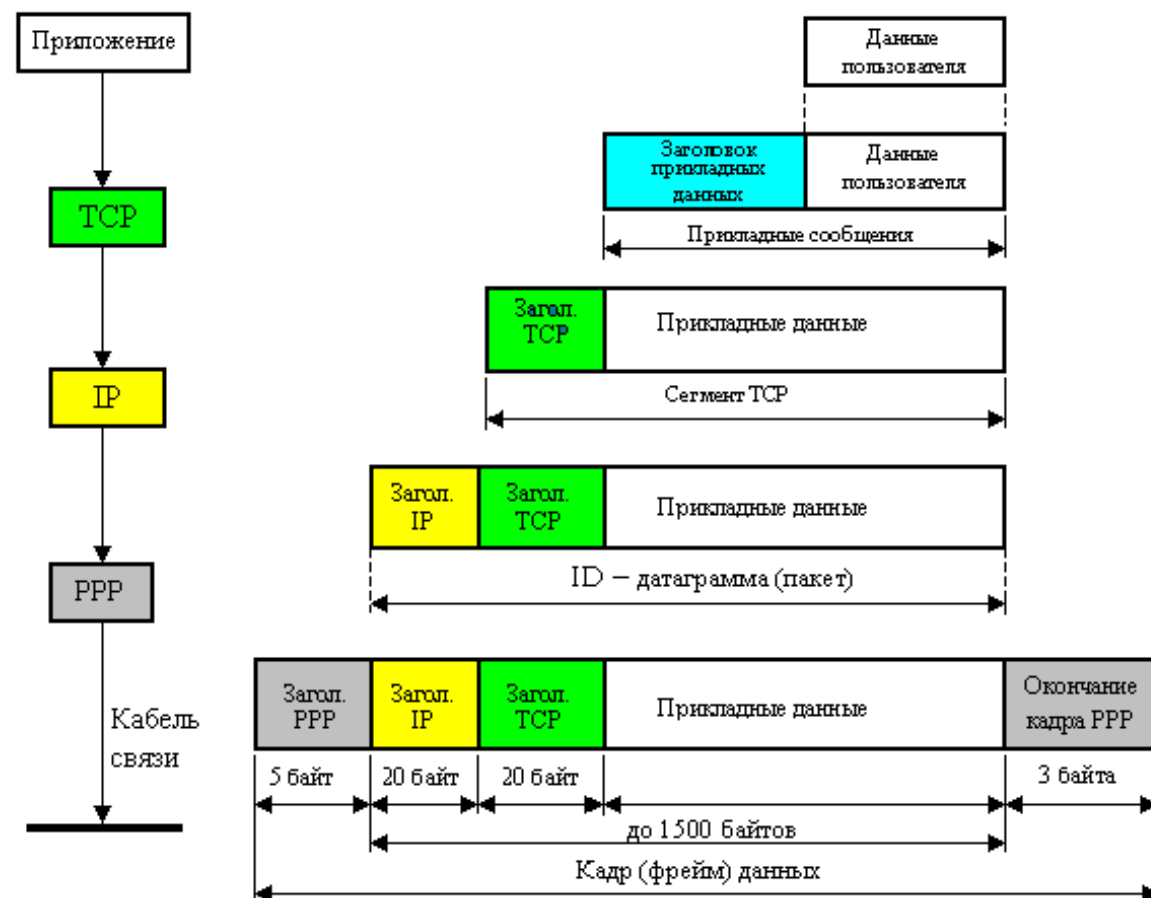 Приложение
Данные
пользователя
Заголовок
прикладных
данных
Данные
пользователя
Прикладные сообщения
TCP
Загол.
TCP
Прикладные данные
Сегмент TCP
IP
Загол.
IP
Загол.
TCP
Прикладные данные
ID – датаграмма (пакет)
PPP
Загол.
PPP
Загол.
IP
Загол.
TCP
Прикладные данные
Окончание
кадра PPP
Кабель
связи
5 байт
20 байт
20 байт
3 байта
до 1500 байтов
Кадр (фрейм) данных